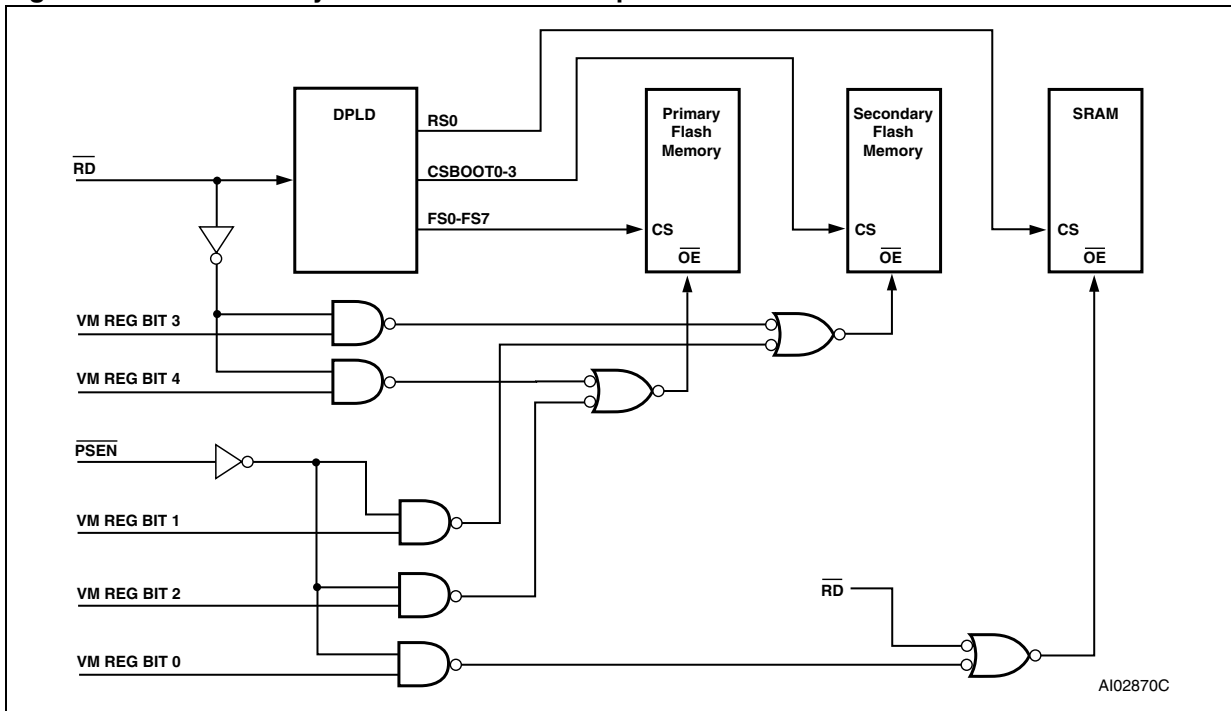 DPLD
RS0
CSBOOT0-3
FS0-FS7
Primary
Flash
Memory
CS
OE
Secondary
Flash
Memory
CS
OE
SRAM
CS
OE
RD
VM REG BIT 3
VM REG BIT 4
PSEN
VM REG BIT 1
VM REG BIT 2
VM REG BIT 0
RD
AI02870C